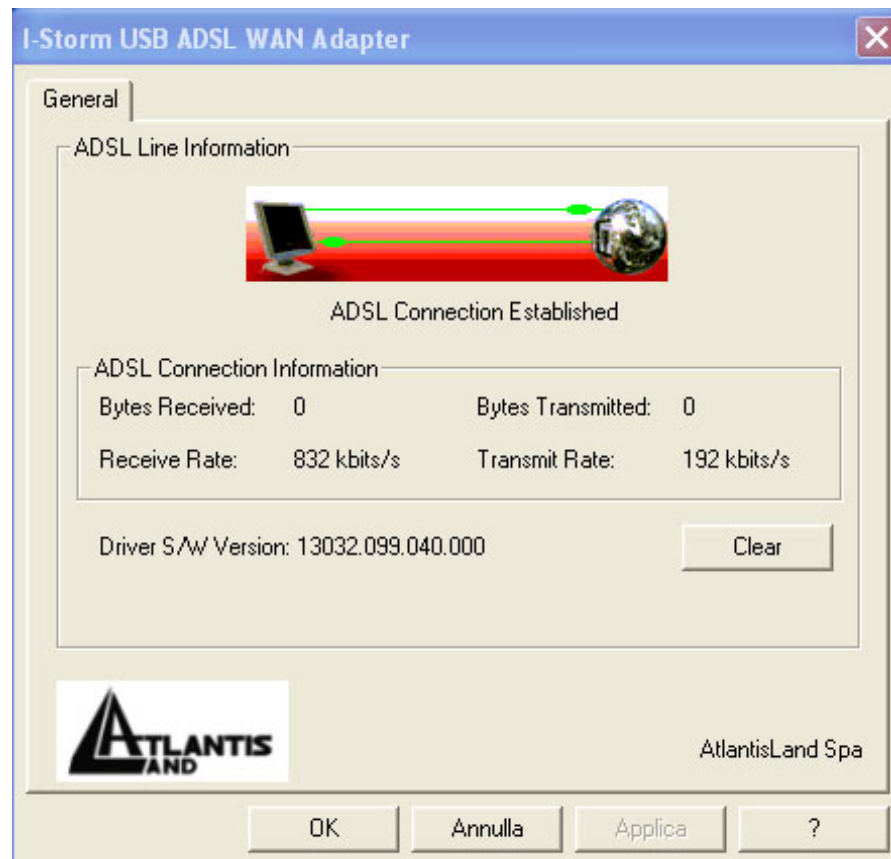 I-Storm USB ADSL WAN Adapter
General
ADSL Line Information
ADSL Connection Established
ADSL Connection Information
Bytes Received: 0 Bytes Transmitted: 0
Receive Rate: 832 kbits/s Transmit Rate: 192 kbits/s
Driver S/W Version: 13032.099.040.000 Clear
ATLANTIS
LAND
AtlantisLand Spa
OK Annulla Applica ?